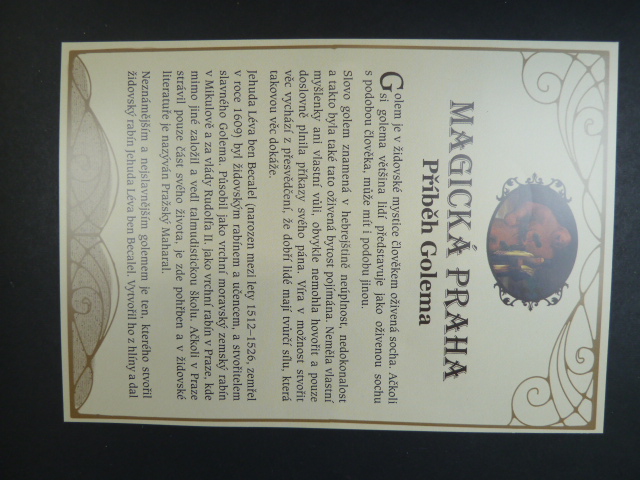 MAGICKÁ PRAHA
Příběh Golema
Golem je v židovské mystice člověkem oživená socha. Ačkoli
si golema většina lidí představuje jako oživenou sochu
s podobou člověka, může mít i podobu jinou.
Slovo golem znamená v hebrejštině neúplnost, nedokonalost
a takto byla také tato oživená bytost pojímána. Neměla vlastní
myšlenky ani vlastní vůli, obvykle nemohla hovořit a pouze
doslovně plnila příkazy svého pána. Víra v možnost stvořit
věc vychází z přesvědčení, že dobří lidé mají tvůrčí sílu, která
takovou věc dokáže.
Jehuda Léva ben Becalel (narozen mezi lety 1512–1526, zemřel
v roce 1609) byl židovským rabínem a učencem, a stvořitelem
slavného Golema. Působil jako vrchní moravský zemský rabín
v Mikulově a za vlády Rudolfa II. jako vrchní rabín v Praze, kde
mimo jiné založil a vedl talmudistickou školu. Ačkoli v Praze
strávil pouze část svého života, je zde pohřben a v židovské
literatuře je nazýván Pražský Maharal.
Neznámějším a nejslavnějším golemem je ten, kterého stvořil
židovský rabín Jehuda Léva ben Becalel. Vytvořil ho z hlíny a dal